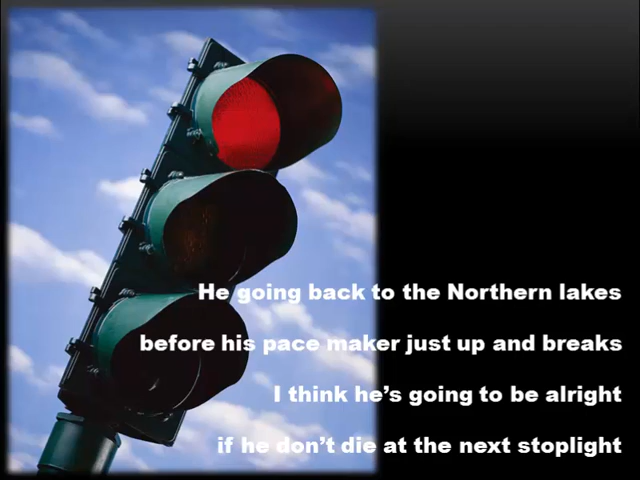 He going back to the Northern lakes
before his pace maker just up and breaks
I think he’s going to be alright
if he don’t die at the next stoplight